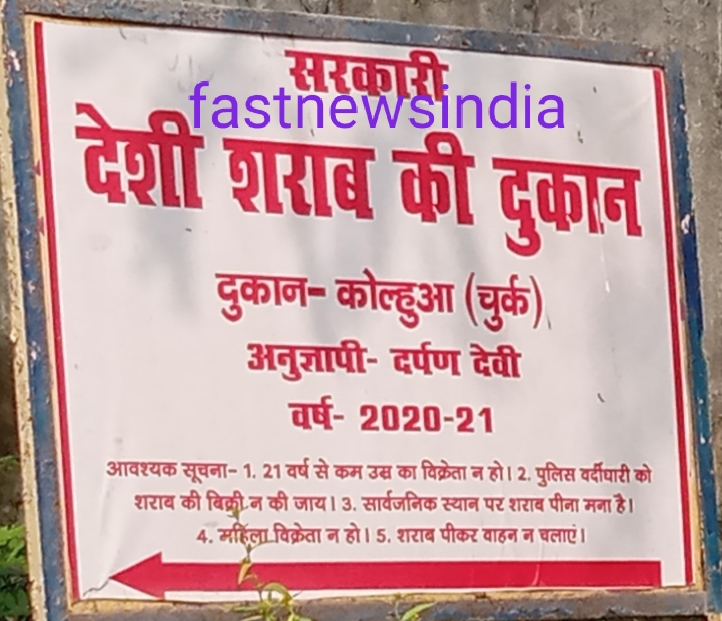 सरकारी
fastnewsindia
देशी शराब की दुकान
दुकान- कोल्हुआ (चुर्क)
अनुज्ञापी- दर्पण देवी
वर्ष- 2020-21
आवश्यक सूचना- 1. 21 वर्ष से कम उम्र का विक्रेता न हो। 2. पुलिस वर्दीधारी को
शराब की बिक्री न की जाय। 3. सार्वजनिक स्थान पर शराब पीना मना है।
4. महिला विक्रेता न हो। 5. शराब पीकर वाहन न चलाएं।